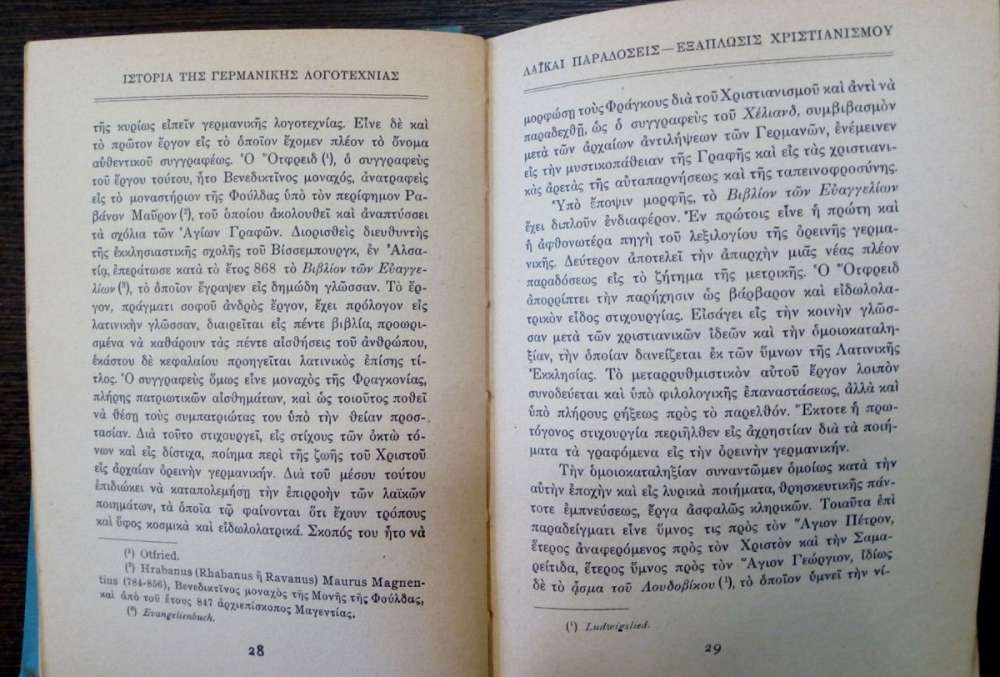 ΙΣΤΟΡΙΑ ΤΗΣ ΓΕΡΜΑΝΙΚΗΣ ΛΟΓΟΤΕΧΝΙΑΣ
τῆς κυρίως εἰπεῖν γερμανικῆς λογοτεχνίας. Εἶνε δὲ καὶ
τὸ πρῶτον ἔργον εἰς τὸ ὁποῖον ἔχομεν πλέον τὸ ὄνομα
αὐθεντικοῦ συγγραφέως. Ὁ Ὄτφρειδ (¹), ὁ συγγραφεὺς
τοῦ ἔργου τούτου, ἦτο Βενεδικτῖνος μοναχός, ἀνατραφεὶς
εἰς τὸ μοναστήριον τῆς Φούλδας ὑπὸ τὸν περίφημον Ρα-
βάνον Μαῦρον (²), τοῦ ὁποίου ἀκολουθεῖ καὶ ἀναπτύσσει
τὰ σχόλια τῶν Ἁγίων Γραφῶν. Διορισθεὶς διευθυντὴς
τῆς ἐκκλησιαστικῆς σχολῆς τοῦ Βίσσεμπουργκ, ἐν Ἀλσα-
τίᾳ, ἐπεράτωσε κατὰ τὸ ἔτος 868 τὸ Βιβλίον τῶν Εὐαγγε-
λίων (³), τὸ ὁποῖον ἔγραψεν εἰς δημώδη γλῶσσαν. Τὸ ἔρ-
γον, πράγματι σοφοῦ ἀνδρὸς ἔργον, ἔχει πρόλογον εἰς
λατινικὴν γλῶσσαν, διαιρεῖται εἰς πέντε βιβλία, προωρι-
σμένα νὰ καθάρουν τὰς πέντε αἰσθήσεις τοῦ ἀνθρώπου,
ἑκάστου δὲ κεφαλαίου προηγεῖται λατινικὸς ἐπίσης τί-
τλος. Ὁ συγγραφεὺς ὅμως εἶνε μοναχὸς τῆς Φραγκονίας,
πλήρης πατριωτικῶν αἰσθημάτων, καὶ ὡς τοιοῦτος ποθεῖ
νὰ θέσῃ τοὺς συμπατριώτας του ὑπὸ τὴν θείαν προσ-
τασίαν. Διὰ τοῦτο στιχουργεῖ, εἰς στίχους τῶν ὀκτὼ τό-
νων καὶ εἰς δίστιχα, ποίημα περὶ τῆς ζωῆς τοῦ Χριστοῦ
εἰς ἀρχαίαν ὀρεινὴν γερμανικήν. Διὰ τοῦ μέσου τούτου
ἐπιδιώκει νὰ καταπολεμήσῃ τὴν ἐπιρροὴν τῶν λαϊκῶν
ποιημάτων, τὰ ὁποῖα τῷ φαίνονται ὅτι ἔχουν τρόπους
καὶ ὕφος κοσμικὰ καὶ εἰδωλολατρικά. Σκοπός του ἦτο νὰ
(¹) Otfried.
(²) Hrabanus (Rhabanus ἢ Ravanus) Maurus Magnen-
tius (784-856), Βενεδικτῖνος μοναχὸς τῆς Μονῆς τῆς Φούλδας,
καὶ ἀπὸ τοῦ ἔτους 847 ἀρχιεπίσκοπος Μαγεντίας.
(³) Evangelienbuch.
28
ΛΑΪΚΑΙ ΠΑΡΑΔΟΣΕΙΣ — ΕΞΑΠΛΩΣΙΣ ΧΡΙΣΤΙΑΝΙΣΜΟΥ
μορφώσῃ τοὺς Φράγκους διὰ τοῦ Χριστιανισμοῦ καὶ ἀντὶ νὰ
παραδεχθῇ, ὡς ὁ συγγραφεὺς τοῦ Χέλιανδ, συμβιβασμὸν
μετὰ τῶν ἀρχαίων ἀντιλήψεων τῶν Γερμανῶν, ἐνέμεινεν
εἰς τὴν μυστικοπάθειαν τῆς Γραφῆς καὶ εἰς τὰς χριστιανι-
κὰς ἀρετὰς τῆς αὐταπαρνήσεως καὶ τῆς ταπεινοφροσύνης.
Ὑπὸ ἔποψιν μορφῆς, τὸ Βιβλίον τῶν Εὐαγγελίων
ἔχει διπλοῦν ἐνδιαφέρον. Ἐν πρώτοις εἶνε ἡ πρώτη καὶ
ἡ ἀφθονωτέρα πηγὴ τοῦ λεξιλογίου τῆς ὀρεινῆς γερμα-
νικῆς. Δεύτερον ἀποτελεῖ τὴν ἀπαρχὴν μιᾶς νέας πλέον
παραδόσεως εἰς τὸ ζήτημα τῆς μετρικῆς. Ὁ Ὄτφρειδ
ἀπορρίπτει τὴν παρήχησιν ὡς βάρβαρον καὶ εἰδωλολα-
τρικὸν εἶδος στιχουργίας. Εἰσάγει εἰς τὴν κοινὴν γλῶσ-
σαν μετὰ τῶν χριστιανικῶν ἰδεῶν καὶ τὴν ὁμοιοκαταλη-
ξίαν, τὴν ὁποίαν δανείζεται ἐκ τῶν ὕμνων τῆς Λατινικῆς
Ἐκκλησίας. Τὸ μεταρρυθμιστικὸν αὐτοῦ ἔργον λοιπὸν
συνοδεύεται καὶ ὑπὸ φιλολογικῆς ἐπαναστάσεως, ἀλλὰ καὶ
ὑπὸ πλήρους ρήξεως πρὸς τὸ παρελθόν. Ἔκτοτε ἡ πρω-
τόγονος στιχουργία περιῆλθεν εἰς ἀχρηστίαν διὰ τὰ ποιή-
ματα τὰ γραφόμενα εἰς τὴν ὀρεινὴν γερμανικήν.
Τὴν ὁμοιοκαταληξίαν συναντῶμεν ὁμοίως κατὰ τὴν
αὐτὴν ἐποχὴν καὶ εἰς λυρικὰ ποιήματα, θρησκευτικῆς πάν-
τοτε ἐμπνεύσεως, ἔργα ἀσφαλῶς κληρικῶν. Τοιαῦτα ἐπὶ
παραδείγματι εἶνε ὕμνος τις πρὸς τὸν Ἅγιον Πέτρον,
ἕτερος ἀναφερόμενος πρὸς τὸν Χριστὸν καὶ τὴν Σαμα-
ρείτιδα, ἕτερος ὕμνος πρὸς τὸν Ἅγιον Γεώργιον, ἰδίως
δὲ τὸ ᾆσμα τοῦ Λουδοβίκου (¹), τὸ ὁποῖον ὑμνεῖ τὴν νί-
(¹) Ludwigslied.
29